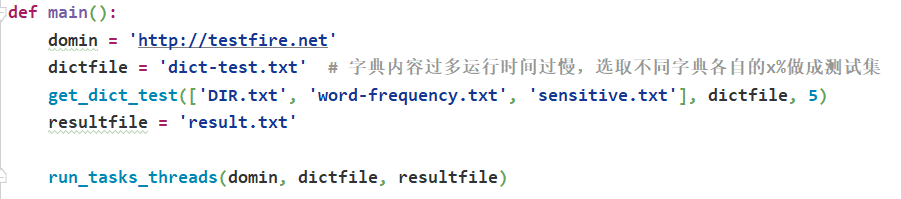 def main():
    domin = 'http://testfire.net'
    dictfile = 'dict-test.txt'  # 字典内容过多运行时间过慢，选取不同字典各自的x%做成测试集
    get_dict_test(['DIR.txt', 'word-frequency.txt', 'sensitive.txt'], dictfile, 5)
    resultfile = 'result.txt'
    run_tasks_threads(domin, dictfile, resultfile)